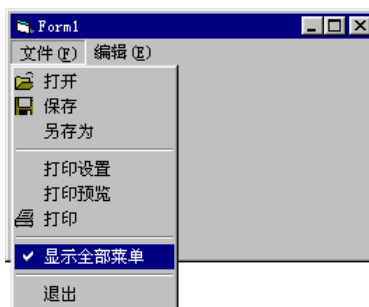 Form1
文件(F) 编辑(E)
打开
保存
另存为
打印设置
打印预览
打印
显示全部菜单
退出